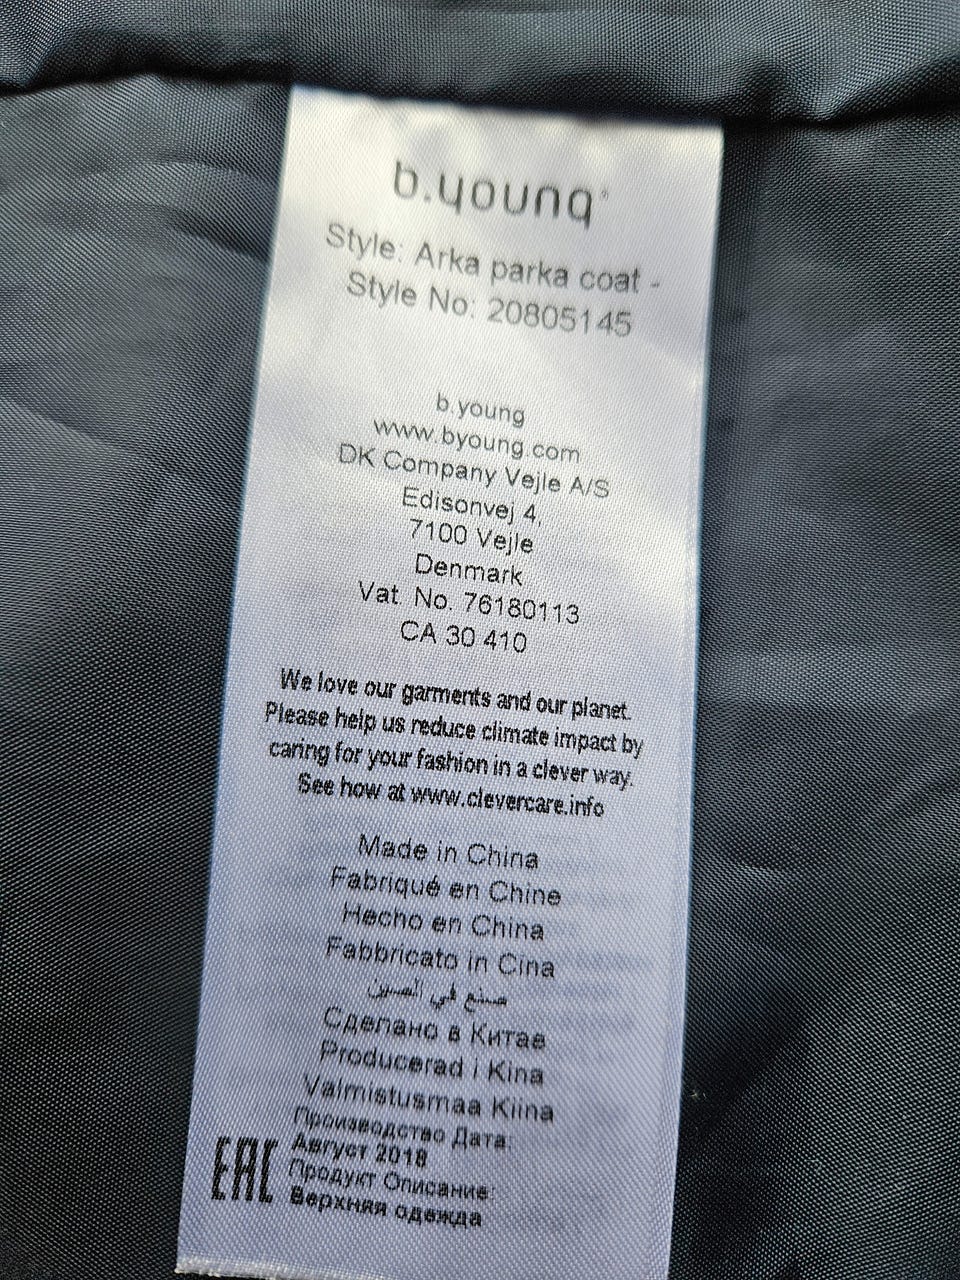 b.young®
Style: Arka parka coat -
Style No: 20805145
b.young
www.byoung.com
DK Company Vejle A/S
Edisonvej 4,
7100 Vejle
Denmark
Vat. No. 76180113
CA 30 410
We love our garments and our planet.
Please help us reduce climate impact by
caring for your fashion in a clever way.
See how at www.clevercare.info
Made in China
Fabriqué en Chine
Hecho en China
Fabbricato in Cina
صنع في الصين
Сделано в Китае
Producerad i Kina
Valmistusmaa Kiina
Производство Дата:
Август 2018
Продукт Описание:
Верхняя одежда
EAC